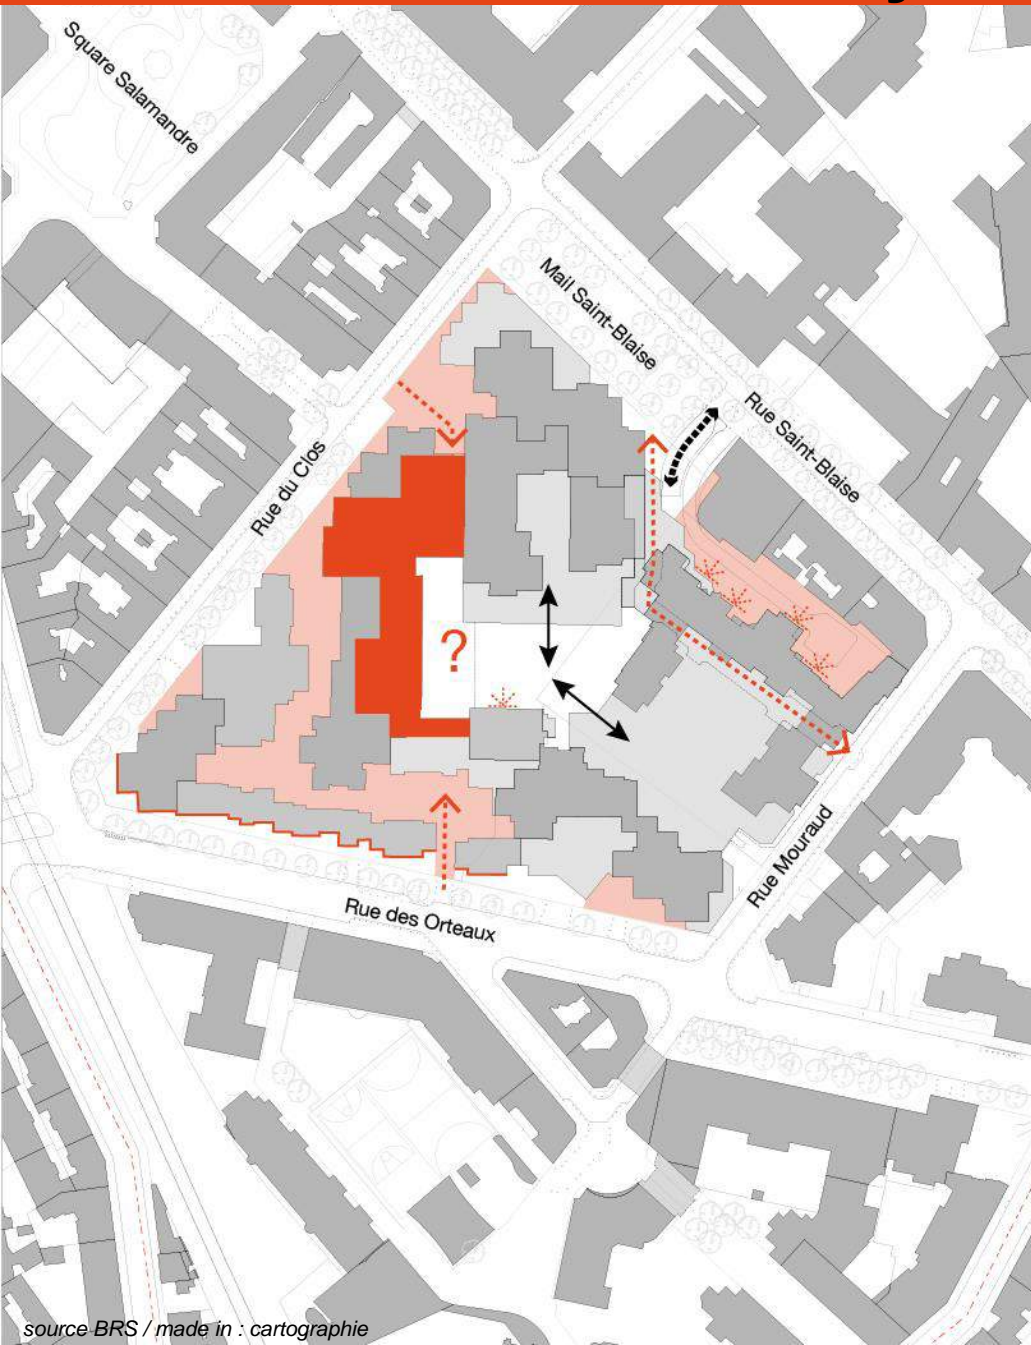 Square Salamandre
Mail Saint-Blaise
Rue Saint-Blaise
Rue du Clos
?
Rue Mouraud
Rue des Orteaux
source BRS / made in : cartographie